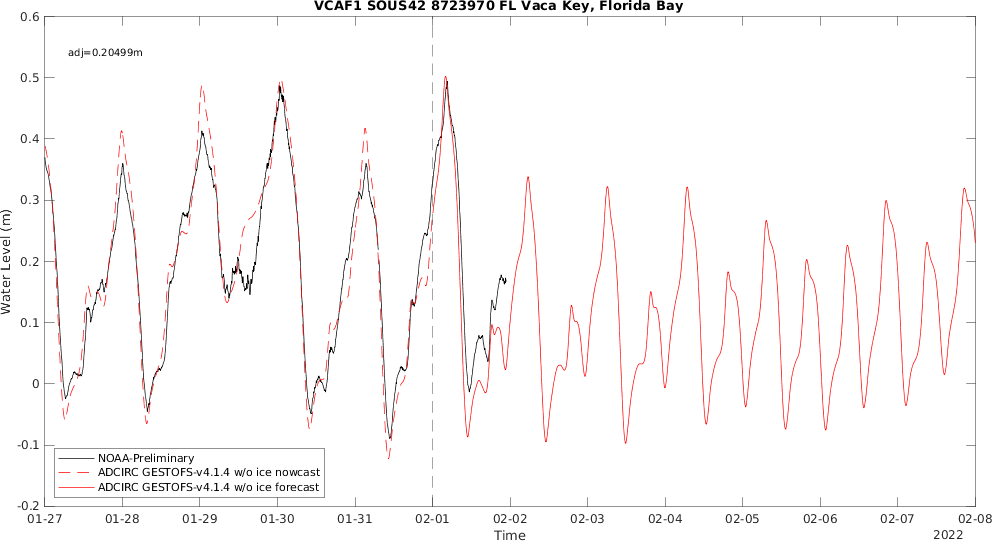 VCAF1 SOUS42 8723970 FL Vaca Key, Florida Bay
0.6
adj=0.20499m
0.5
0.4
0.3
0.2
0.1
0
-0.1
-0.2
Water Level (m)
NOAA-Preliminary
ADCIRC GESTOFS-v4.1.4 w/o ice nowcast
ADCIRC GESTOFS-v4.1.4 w/o ice forecast
01-27 01-28 01-29 01-30 01-31 02-01 02-02 02-03 02-04 02-05 02-06 02-07 02-08
Time
2022